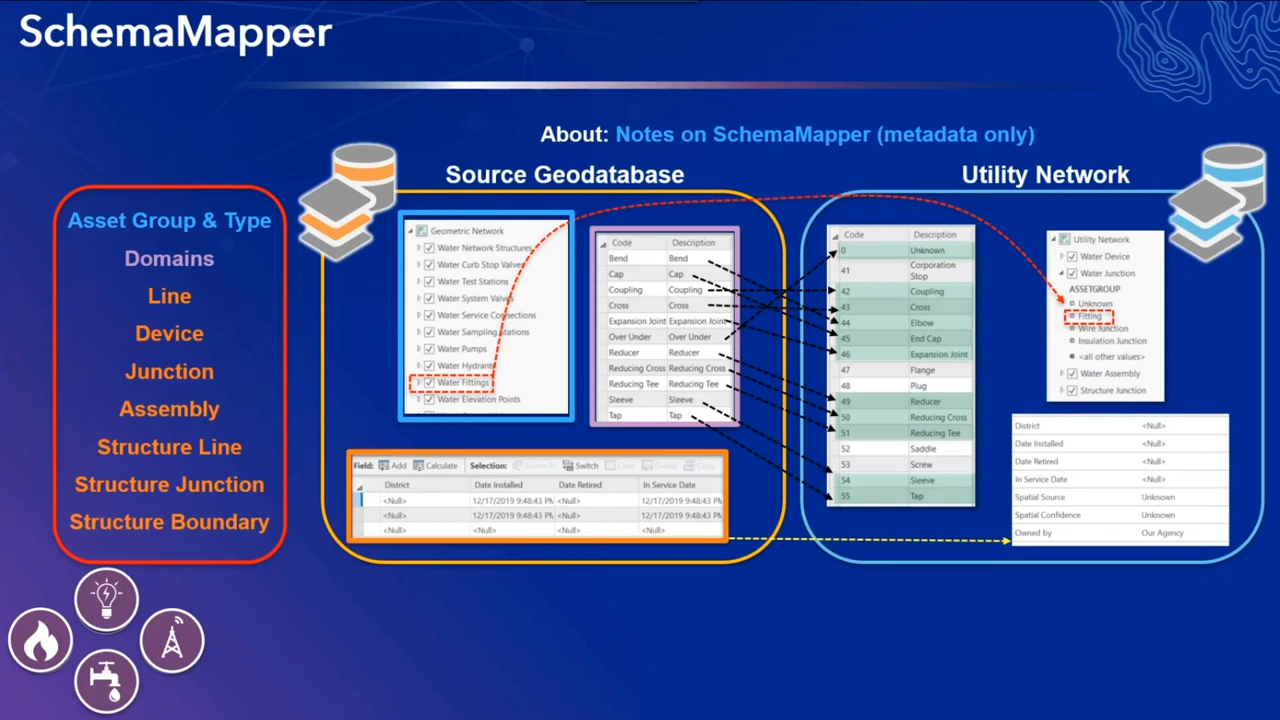 SchemaMapper
About: Notes on SchemaMapper (metadata only)
Source Geodatabase
Utility Network
Asset Group & Type
Domains
Line
Device
Junction
Assembly
Structure Line
Structure Junction
Structure Boundary
Geometric Network
Water Network Structures
Water Curb Stop Valves
Water Test Stations
Water System Valves
Water Service Connections
Water Sampling Stations
Water Pumps
Water Hydrants
Water Fittings
Water Elevation Points
Code Description
Bend Bend
Cap Cap
Coupling Coupling
Cross Cross
Expansion Joint Expansion Joint
Over Under Over Under
Reducer Reducer
Reducing Cross Reducing Cross
Reducing Tee Reducing Tee
Sleeve Sleeve
Tap Tap
Field: Add Calculate Selection: Zoom To Switch Clear Delete Copy
District Date Installed Date Retired In Service Date
<Null> 12/17/2019 9:48:43 PM <Null> 12/17/2019 9:48:43 PM
<Null> 12/17/2019 9:48:43 PM <Null> 12/17/2019 9:48:43 PM
<Null> <Null> <Null> <Null>
Code Description
0 Unknown
41 Corporation Stop
42 Coupling
43 Cross
44 Elbow
45 End Cap
46 Expansion Joint
47 Flange
48 Plug
49 Reducer
50 Reducing Cross
51 Reducing Tee
52 Saddle
53 Screw
54 Sleeve
55 Tap
Utility Network
Water Device
Water Junction
ASSETGROUP
Unknown
Fitting
Wire Junction
Insulation Junction
<all other values>
Water Assembly
Structure Junction
District <Null>
Date Installed <Null>
Date Retired <Null>
In Service Date <Null>
Spatial Source Unknown
Spatial Confidence Unknown
Owned by Our Agency